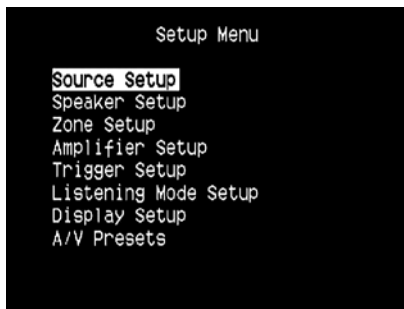 Setup Menu
Source Setup
Speaker Setup
Zone Setup
Amplifier Setup
Trigger Setup
Listening Mode Setup
Display Setup
A/V Presets